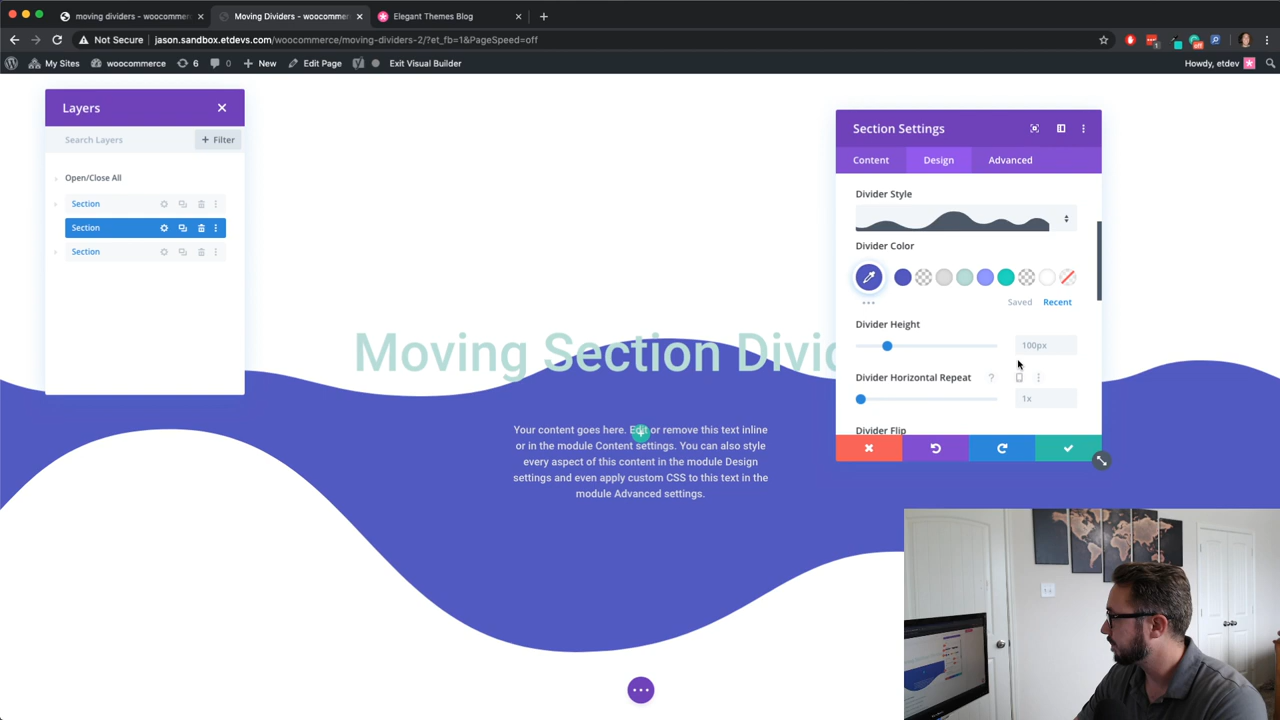 moving dividers – woocommerc
Moving Dividers – woocommerc
Elegant Themes Blog
Not Secure
jason.sandbox.etdevs.com/woocommerce/moving-dividers-2/?et_fb=1&PageSpeed=off
My Sites
woocommerce
6
0
New
Edit Page
Exit Visual Builder
Howdy, etdev
Layers
Search Layers
+ Filter
Open/Close All
Section
Section
Section
Moving Section Divid
Your content goes here. Edit or remove this text inline
or in the module Content settings. You can also style
every aspect of this content in the module Design
settings and even apply custom CSS to this text in the
module Advanced settings.
Section Settings
Content
Design
Advanced
Divider Style
Divider Color
Saved
Recent
Divider Height
100px
Divider Horizontal Repeat
1x
Divider Flip